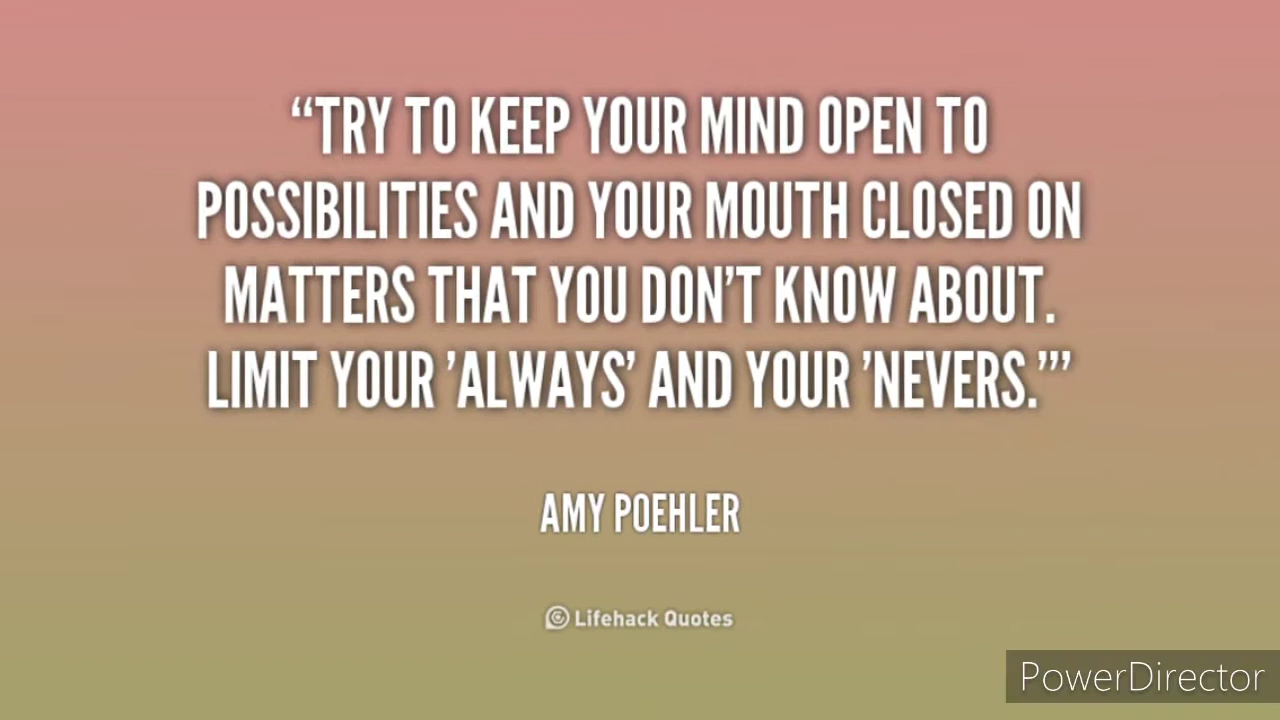 “TRY TO KEEP YOUR MIND OPEN TO
POSSIBILITIES AND YOUR MOUTH CLOSED ON
MATTERS THAT YOU DON’T KNOW ABOUT.
LIMIT YOUR ’ALWAYS’ AND YOUR ’NEVERS.”’
AMY POEHLER
Lifehack Quotes
PowerDirector